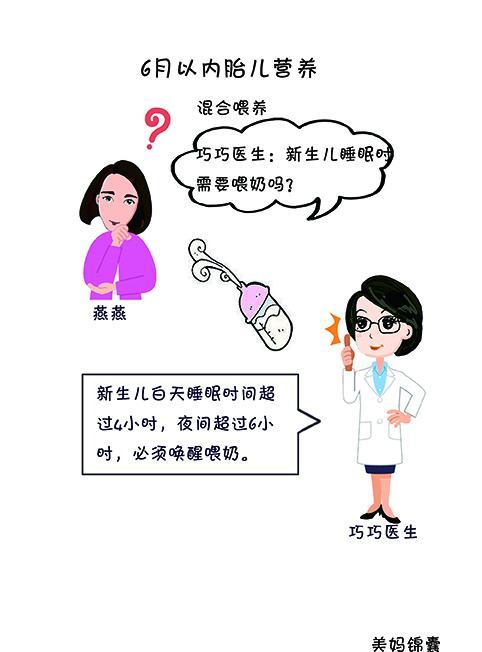 6月以内胎儿营养
混合喂养
?
巧巧医生：新生儿睡眠时
需要喂奶吗？
燕燕
新生儿白天睡眠时间超
过4小时，夜间超过6小
时，必须唤醒喂奶。
巧巧医生
美妈锦囊